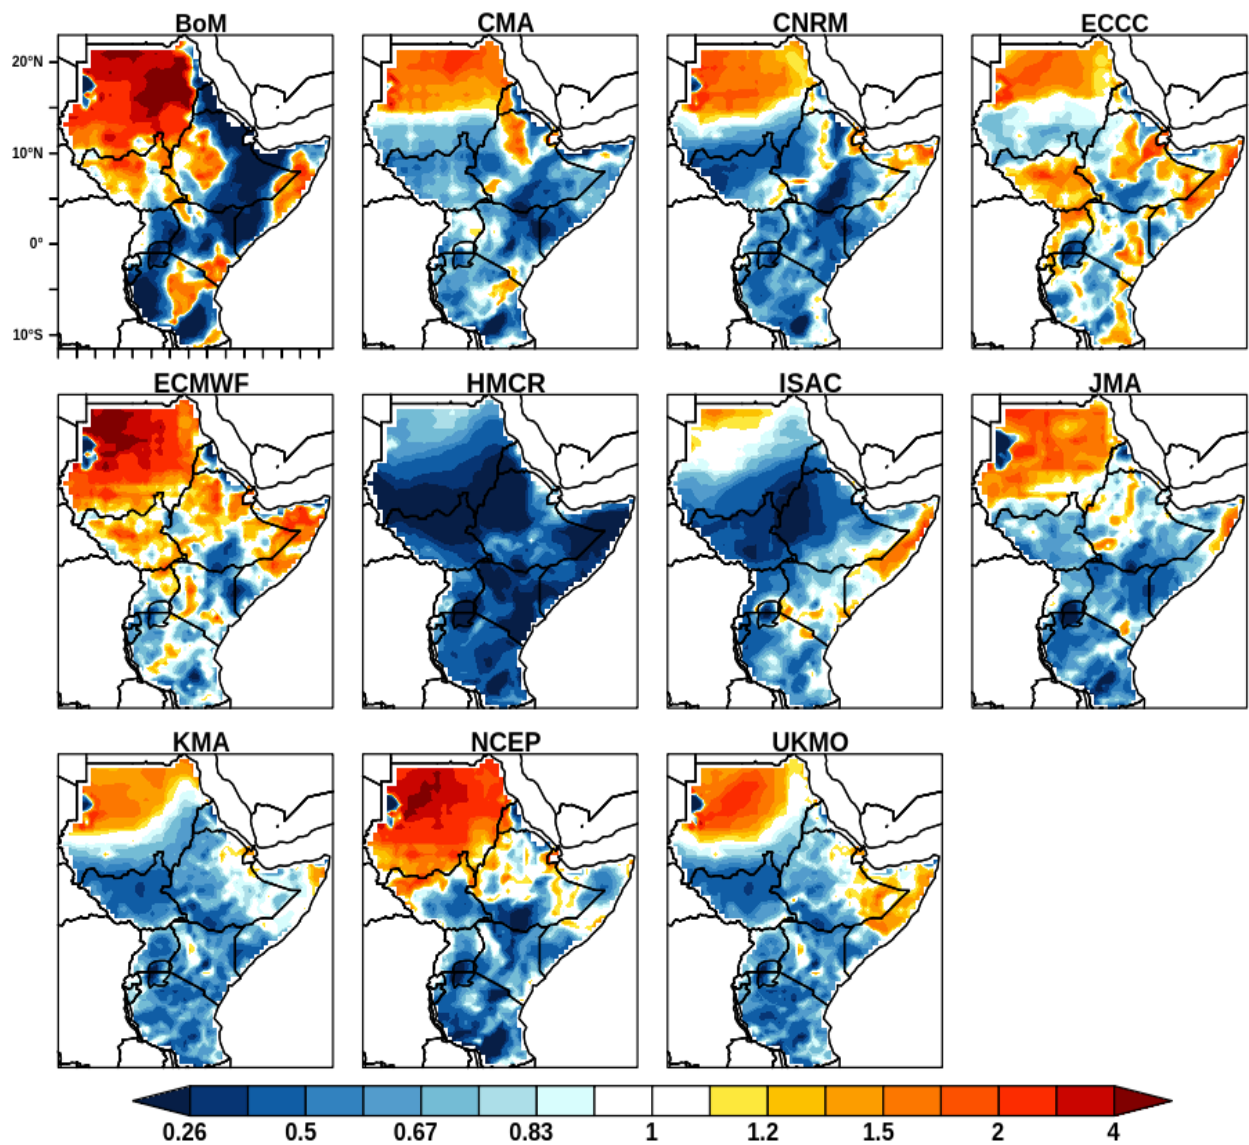 BoM CMA CNRM ECCC
20°N
10°N
0°
10°S
ECMWF HMCR ISAC JMA
KMA NCEP UKMO
0.26 0.5 0.67 0.83 1 1.2 1.5 2 4